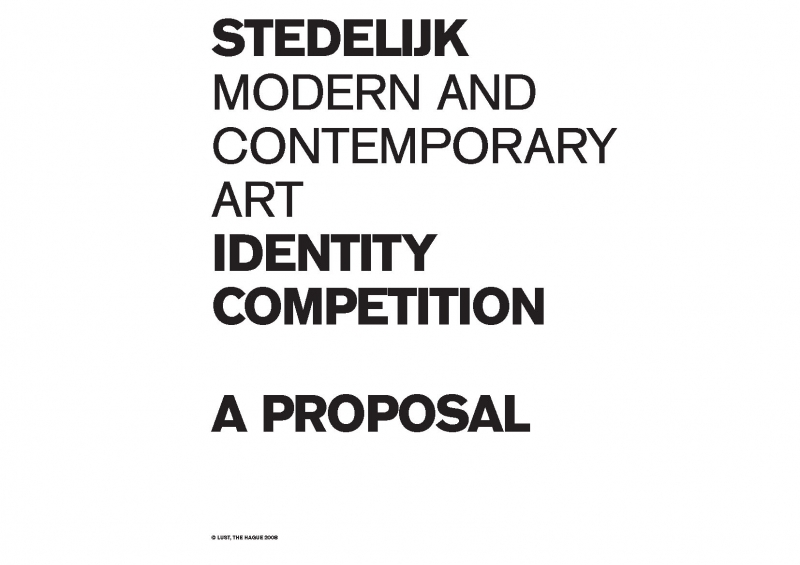 STEDELIJK
MODERN AND
CONTEMPORARY
ART
IDENTITY
COMPETITION
A PROPOSAL
© LUST, THE HAGUE 2008